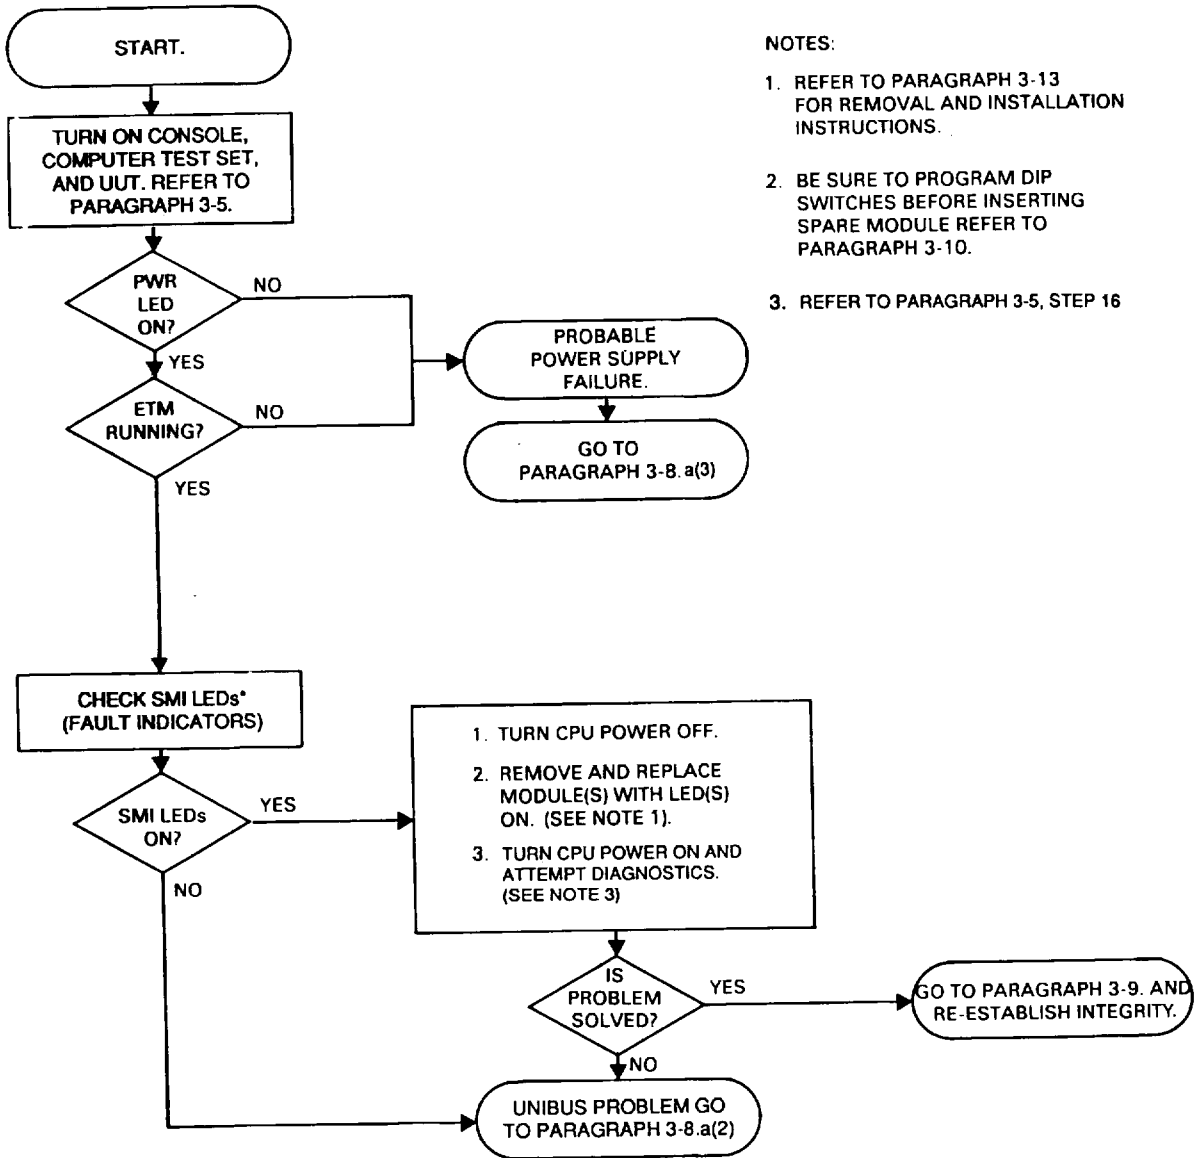 START.
TURN ON CONSOLE,
COMPUTER TEST SET,
AND UUT. REFER TO
PARAGRAPH 3-5.
PWR
LED
ON?
NO
YES
ETM
RUNNING?
NO
YES
PROBABLE
POWER SUPPLY
FAILURE.
GO TO
PARAGRAPH 3-8.a(3)
NOTES:
1. REFER TO PARAGRAPH 3-13
FOR REMOVAL AND INSTALLATION
INSTRUCTIONS.
2. BE SURE TO PROGRAM DIP
SWITCHES BEFORE INSERTING
SPARE MODULE REFER TO
PARAGRAPH 3-10.
3. REFER TO PARAGRAPH 3-5, STEP 16
CHECK SMI LEDs*
(FAULT INDICATORS)
SMI LEDs
ON?
YES
NO
1. TURN CPU POWER OFF.
2. REMOVE AND REPLACE
MODULE(S) WITH LED(S)
ON. (SEE NOTE 1).
3. TURN CPU POWER ON AND
ATTEMPT DIAGNOSTICS.
(SEE NOTE 3)
IS
PROBLEM
SOLVED?
YES
NO
GO TO PARAGRAPH 3-9. AND
RE-ESTABLISH INTEGRITY.
UNIBUS PROBLEM GO
TO PARAGRAPH 3-8.a(2)